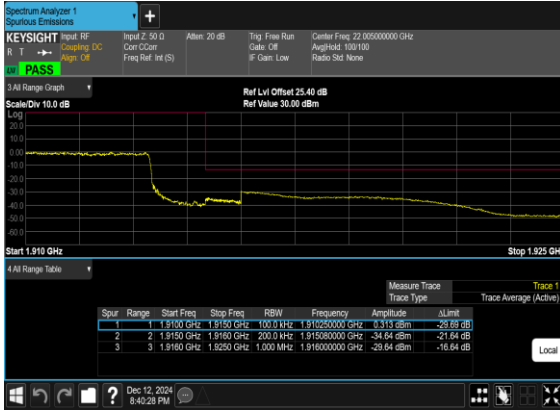 Spectrum Analyzer 1
Spurious Emissions
+
KEYSIGHT Input: RF Input Z: 50 Ω Atten: 20 dB Trig: Free Run Center Freq: 22.005000000 GHz
R T Coupling: DC Corr CCorr Gate: Off Avg|Hold: 100/100
Align: Off Freq Ref: Int (S) IF Gain: Low Radio Std: None
PASS
3 All Range Graph
Ref Lvl Offset 25.40 dB
Scale/Div 10.0 dB Ref Value 30.00 dBm
Log
20.0
10.0
0.00
-10.0
-20.0
-30.0
-40.0
-50.0
-60.0
Start 1.910 GHz Stop 1.925 GH
4 All Range Table
Measure Trace Trace 1
Trace Type Trace Average (Active)
Spur Range Start Freq Stop Freq RBW Frequency Amplitude ΔLimit
1 1 1.9100 GHz 1.9150 GHz 100.0 kHz 1.910250000 GHz 0.313 dBm -29.69 dB
2 2 1.9150 GHz 1.9160 GHz 200.0 kHz 1.915080000 GHz -34.64 dBm -21.64 dB
3 3 1.9160 GHz 1.9250 GHz 1.000 MHz 1.916000000 GHz -29.64 dBm -16.64 dB
Local
? Dec 12, 2024
8:40:28 PM